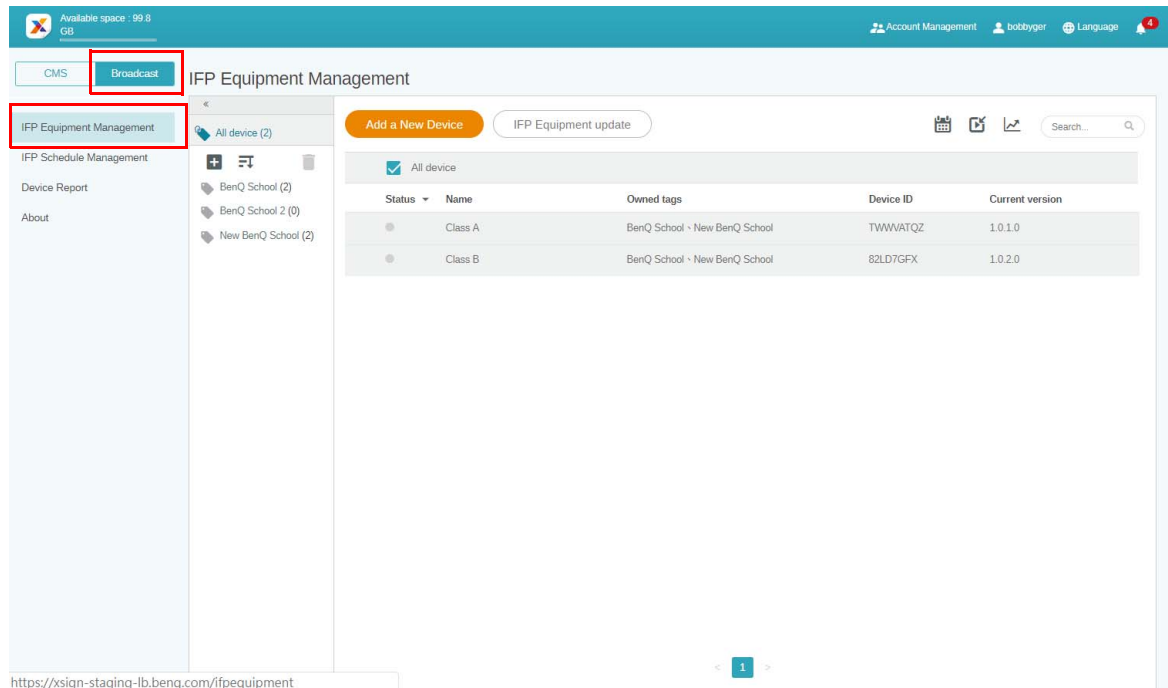 Available space : 99.8
GB
Account Management
bobbyger
Language
4
CMS
Broadcast
IFP Equipment Management
IFP Equipment Management
IFP Schedule Management
Device Report
About
«
All device (2)
BenQ School (2)
BenQ School 2 (0)
New BenQ School (2)
Add a New Device
IFP Equipment update
Search...
All device
Status Name Owned tags Device ID Current version
Class A BenQ School、New BenQ School TWWVATQZ 1.0.1.0
Class B BenQ School、New BenQ School 82LD7GFX 1.0.2.0
< 1 >
https://xsign-staging-lb.benq.com/ifpequipment